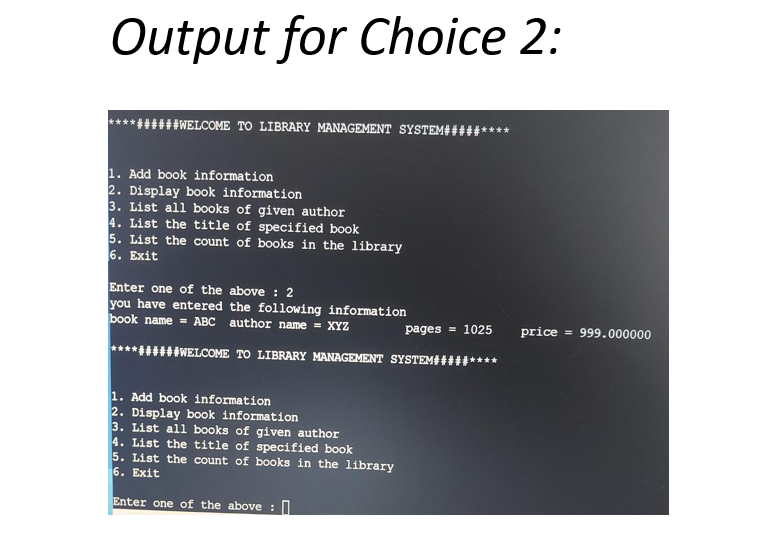 Output for Choice 2:
****######WELCOME TO LIBRARY MANAGEMENT SYSTEM#####****
1. Add book information
2. Display book information
3. List all books of given author
4. List the title of specified book
5. List the count of books in the library
6. Exit
Enter one of the above : 2
you have entered the following information
book name = ABC author name = XYZ pages = 1025 price = 999.000000
****######WELCOME TO LIBRARY MANAGEMENT SYSTEM#####****
1. Add book information
2. Display book information
3. List all books of given author
4. List the title of specified book
5. List the count of books in the library
6. Exit
Enter one of the above :